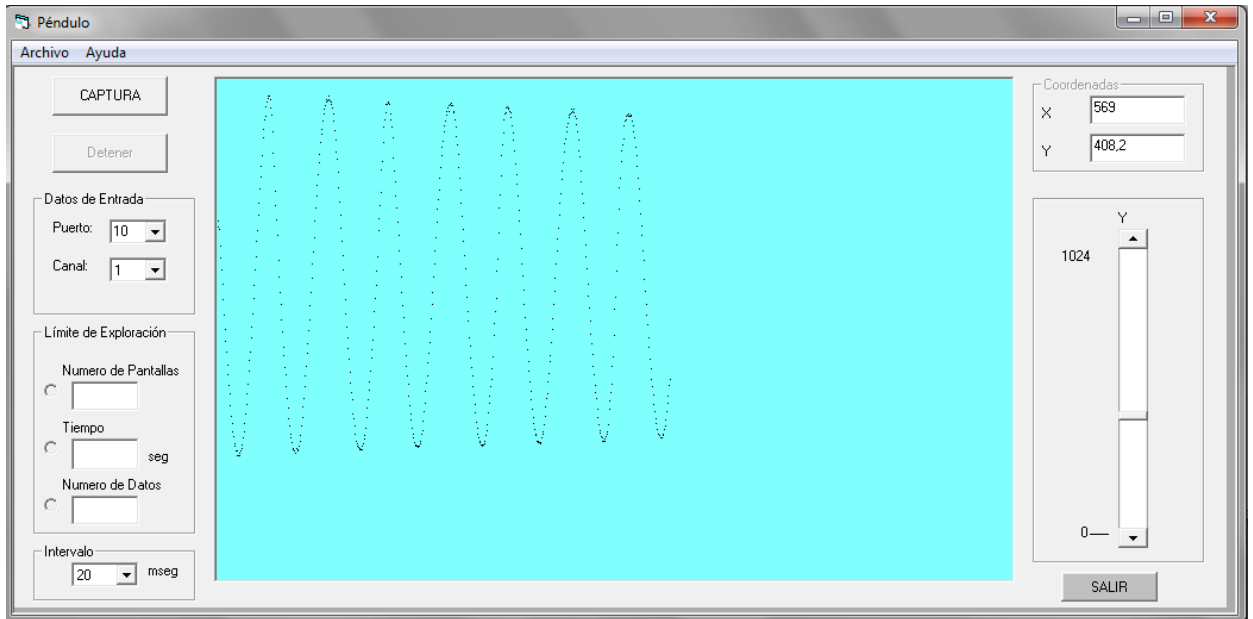 Péndulo
Archivo Ayuda
CAPTURA
Detener
Datos de Entrada
Puerto: 10
Canal: 1
Límite de Exploración
Numero de Pantallas
Tiempo
seg
Numero de Datos
Intervalo
20 mseg
Coordenadas
X 569
Y 408,2
Y
1024
0
SALIR